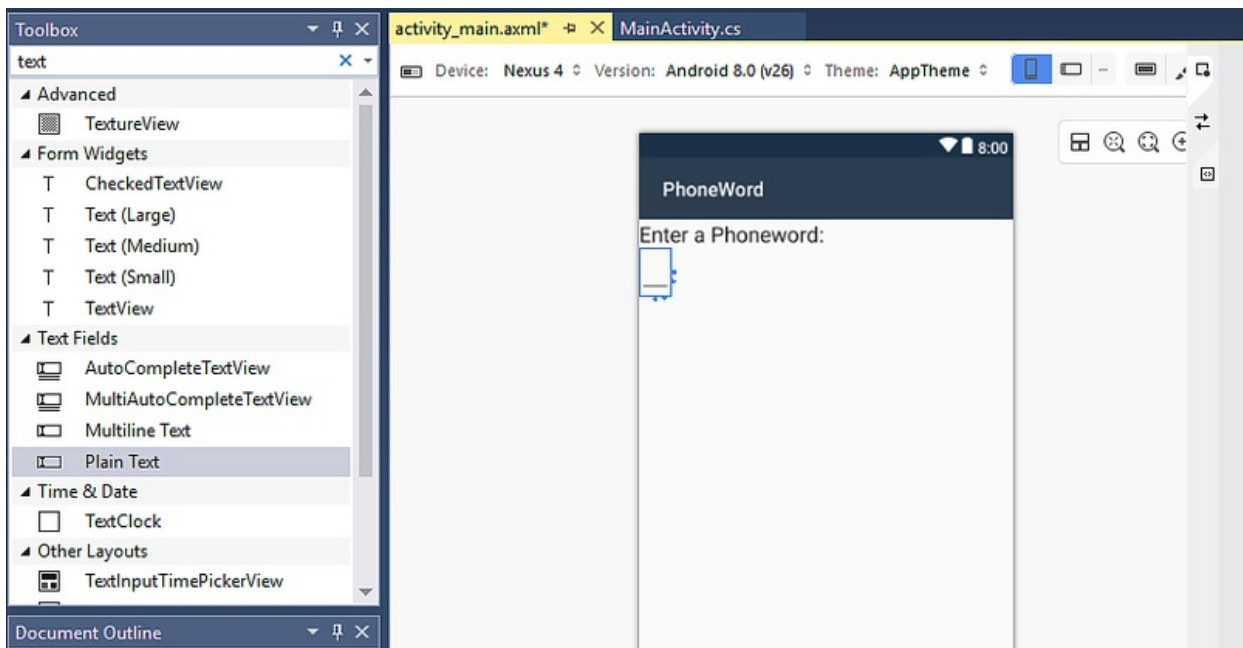 Toolbox
text
Advanced
TextureView
Form Widgets
T CheckedTextView
T Text (Large)
T Text (Medium)
T Text (Small)
T TextView
Text Fields
AutoCompleteTextView
MultiAutoCompleteTextView
Multiline Text
Plain Text
Time & Date
TextClock
Other Layouts
TextInputTimePickerView
Document Outline
activity_main.axml* MainActivity.cs
Device: Nexus 4 Version: Android 8.0 (v26) Theme: AppTheme
8:00
PhoneWord
Enter a Phoneword: